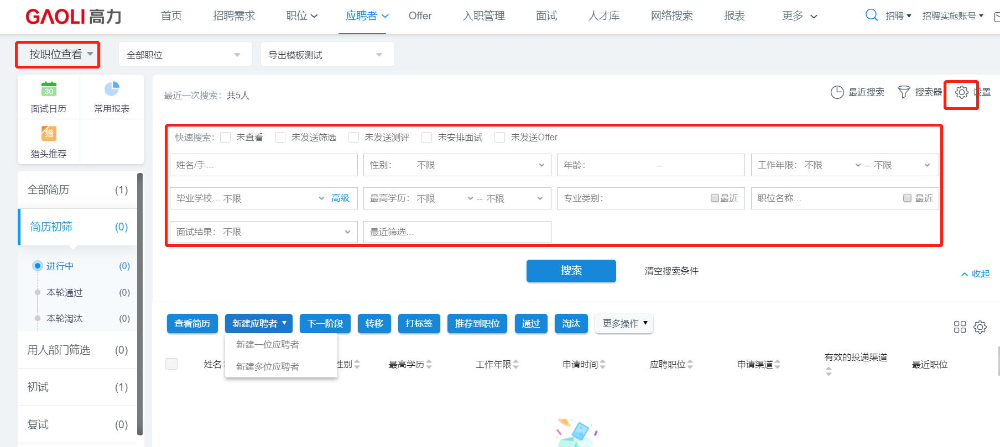 GAOLI 高力
首页 招聘需求 职位 应聘者 Offer 入职管理 面试 人才库 网络搜索 报表 更多 招聘 招聘实施账号
按职位查看 全部职位 导出模板测试
30
面试日历 常用报表
猎
猎头推荐
全部简历 (1)
简历初筛 (0)
进行中 (0)
本轮通过 (0)
本轮淘汰 (0)
用人部门筛选 (0)
初试 (1)
复试 (0)
最近一次搜索：共5人
最近搜索 搜索器 设置
快速搜索： 未查看 未发送筛选 未发送测评 未安排面试 未发送Offer
姓名/手... 性别： 不限 年龄： -- 工作年限： 不限 -- 不限
毕业学校... 不限 高级 最高学历： 不限 -- 不限 专业类别： 最近 职位名称... 最近
面试结果： 不限 最近筛选...
搜索 清空搜索条件 收起
查看简历 新建应聘者 下一阶段 转移 打标签 推荐到职位 通过 淘汰 更多操作
新建一位应聘者
新建多位应聘者
姓名 性别 最高学历 工作年限 申请时间 应聘职位 申请渠道 有效的投递渠道 最近职位